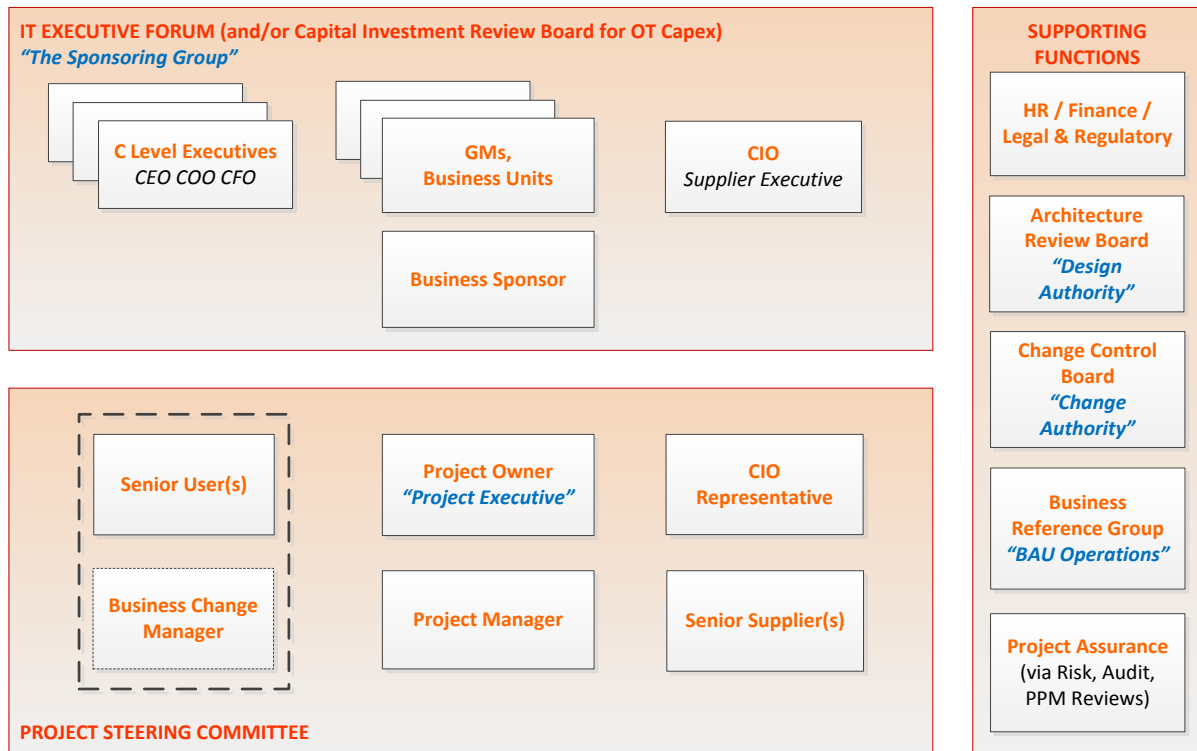 IT EXECUTIVE FORUM (and/or Capital Investment Review Board for OT Capex)
“The Sponsoring Group”
C Level Executives
CEO COO CFO
GMs,
Business Units
CIO
Supplier Executive
Business Sponsor
Senior User(s)
Project Owner
“Project Executive”
CIO
Representative
Business Change
Manager
Project Manager
Senior Supplier(s)
PROJECT STEERING COMMITTEE
SUPPORTING
FUNCTIONS
HR / Finance /
Legal & Regulatory
Architecture
Review Board
“Design
Authority”
Change Control
Board
“Change
Authority”
Business
Reference Group
“BAU Operations”
Project Assurance
(via Risk, Audit,
PPM Reviews)